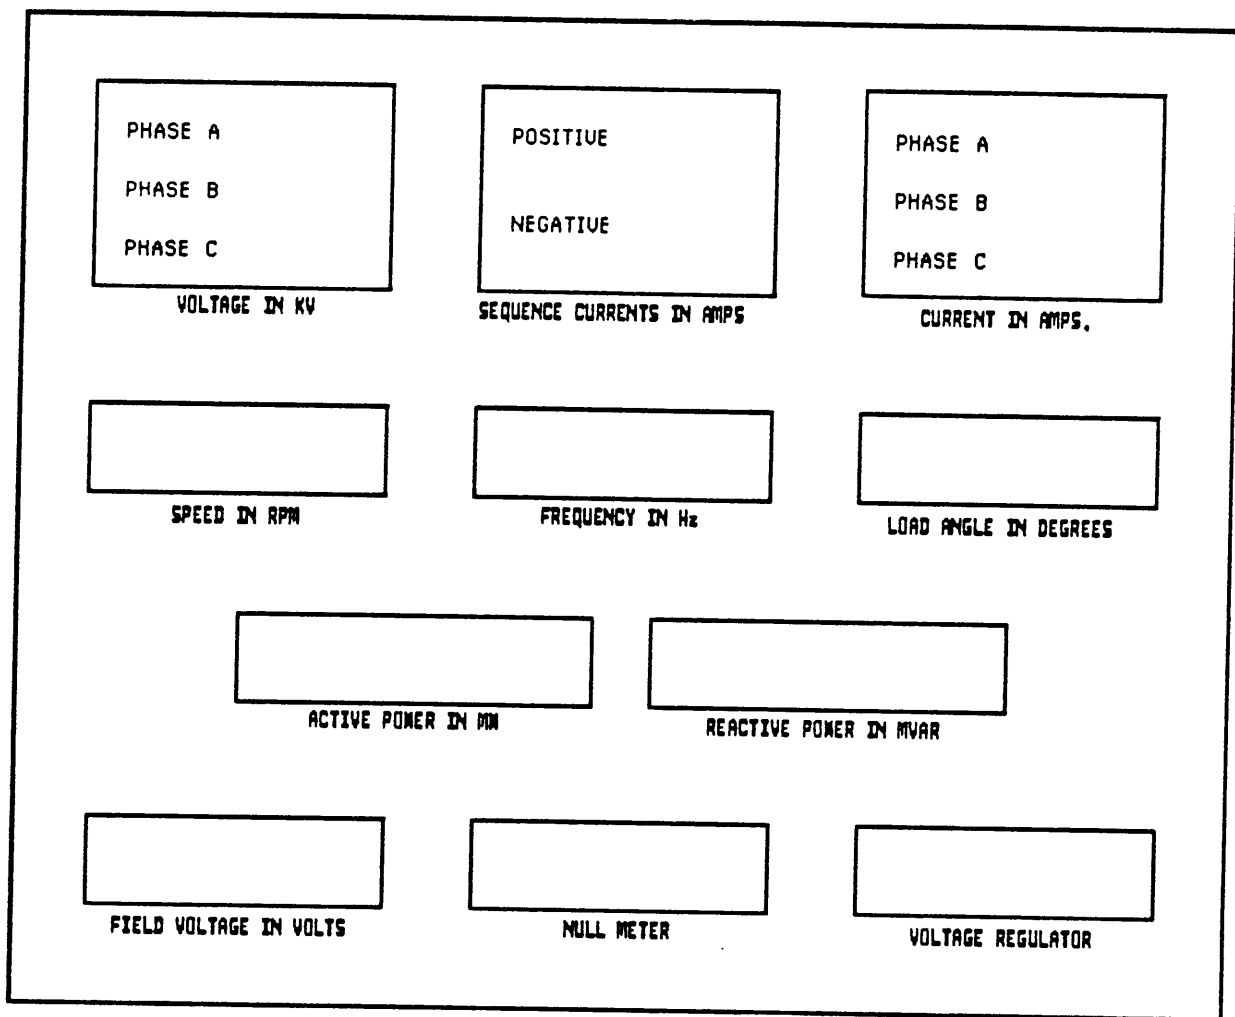 PHASE A
PHASE B
PHASE C
VOLTAGE IN KV
POSITIVE
NEGATIVE
SEQUENCE CURRENTS IN AMPS
PHASE A
PHASE B
PHASE C
CURRENT IN AMPS.
SPEED IN RPM
FREQUENCY IN Hz
LOAD ANGLE IN DEGREES
ACTIVE POWER IN MW
REACTIVE POWER IN MVAR
FIELD VOLTAGE IN VOLTS
NULL METER
VOLTAGE REGULATOR